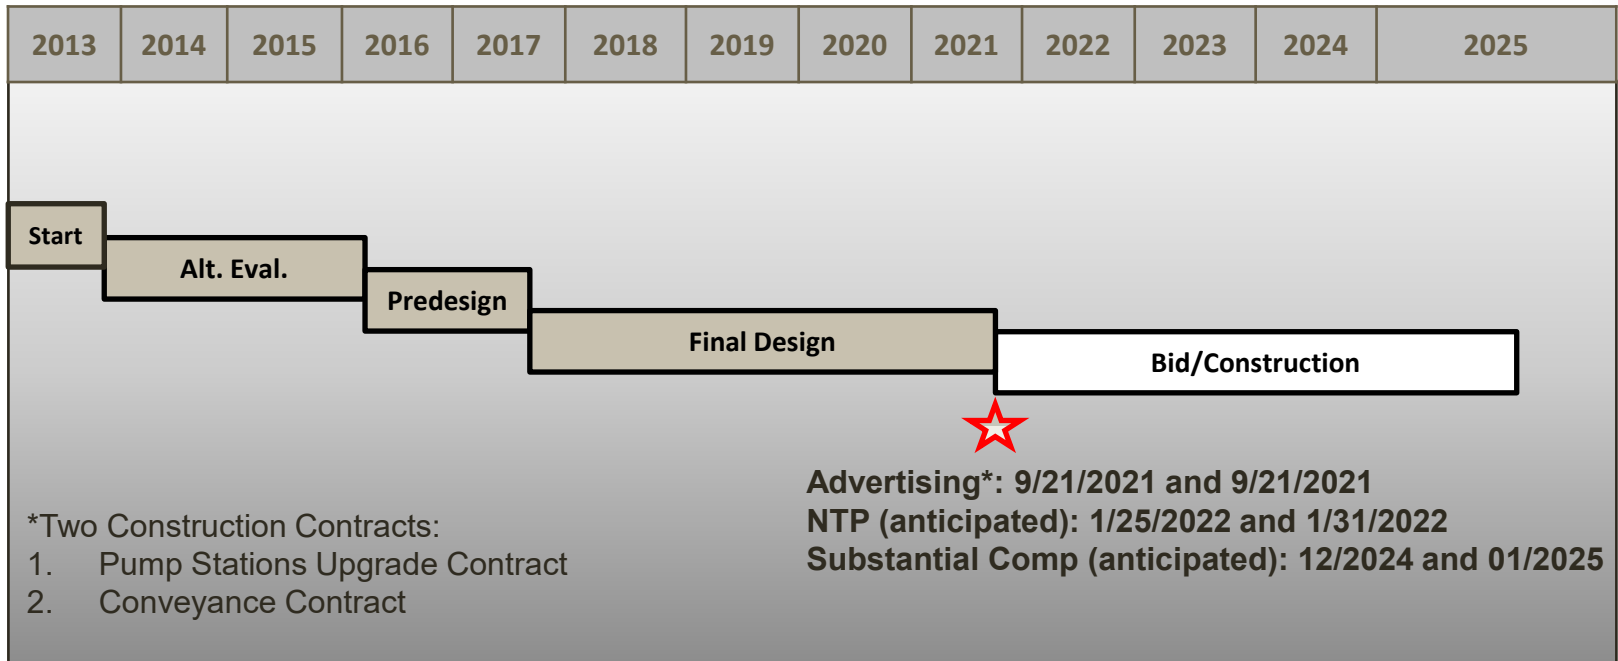 2013 2014 2015 2016 2017 2018 2019 2020 2021 2022 2023 2024 2025
Start
Alt. Eval.
Predesign
Final Design
Bid/Construction
Advertising*: 9/21/2021 and 9/21/2021
NTP (anticipated): 1/25/2022 and 1/31/2022
Substantial Comp (anticipated): 12/2024 and 01/2025
*Two Construction Contracts:
1. Pump Stations Upgrade Contract
2. Conveyance Contract